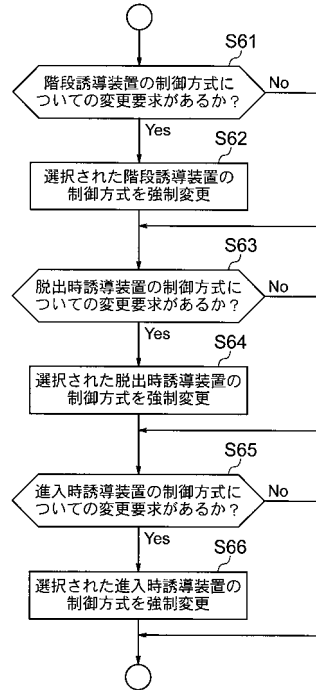 S61
階段誘導装置の制御方式に
ついての変更要求があるか?
No
Yes
S62
選択された階段誘導装置の
制御方式を強制変更
S63
脱出時誘導装置の制御方式に
ついての変更要求があるか?
No
Yes
S64
選択された脱出時誘導装置の
制御方式を強制変更
S65
進入時誘導装置の制御方式に
ついての変更要求があるか?
No
Yes
S66
選択された進入時誘導装置の
制御方式を強制変更